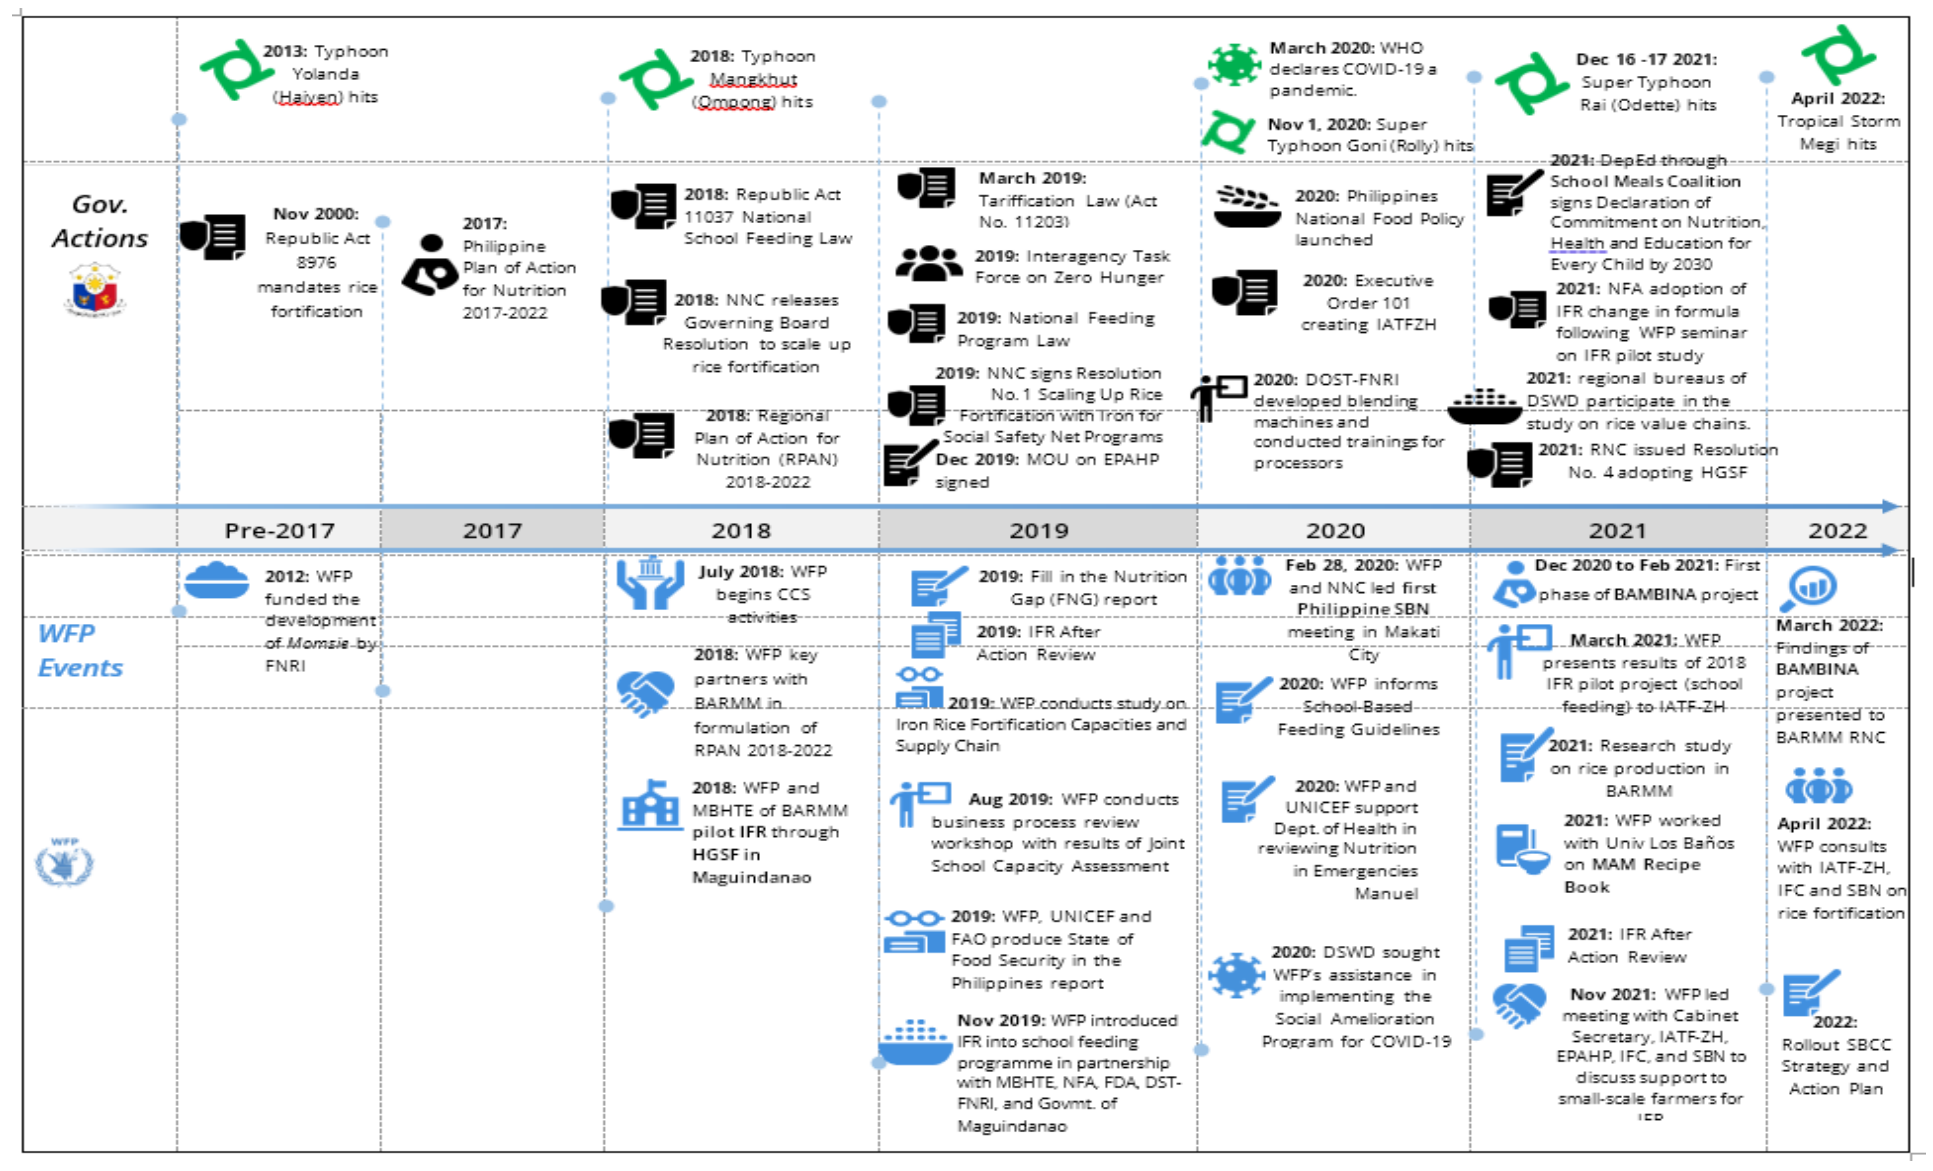 2013: Typhoon
Yolanda
(Haiyen) hits
2018: Typhoon
Mangkhut
(Ompong) hits
March 2020: WHO
declares COVID-19 a
pandemic.
Nov 1, 2020: Super
Typhoon Goni (Rolly) hits
Dec 16 -17 2021:
Super Typhoon
Rai (Odette) hits
April 2022:
Tropical Storm
Megi hits
Gov.
Actions
Nov 2000:
Republic Act
8976
mandates rice
fortification
2017:
Philippine
Plan of Action
for Nutrition
2017-2022
2018: Republic Act
11037 National
School Feeding Law
2018: NNC releases
Governing Board
Resolution to scale up
rice fortification
2018: Regional
Plan of Action for
Nutrition (RPAN)
2018-2022
March 2019:
Tariffication Law (Act
No. 11203)
2019: Interagency Task
Force on Zero Hunger
2019: National Feeding
Program Law
2019: NNC signs Resolution
No. 1 Scaling Up Rice
Fortification with Iron for
Social Safety Net Programs
Dec 2019: MOU on EPAHP
signed
2020: Philippines
National Food Policy
launched
2020: Executive
Order 101
creating IATFZH
2020: DOST-FNRI
developed blending
machines and
conducted trainings for
processors
2021: DepEd through
School Meals Coalition
signs Declaration of
Commitment on Nutrition,
Health and Education for
Every Child by 2030
2021: NFA adoption of
IFR change in formula
following WFP seminar
on IFR pilot study
2021: regional bureaus of
DSWD participate in the
study on rice value chains.
2021: RNC issued Resolution
No. 4 adopting HGSF
Pre-2017
2017
2018
2019
2020
2021
2022
WFP
Events
WFP
2012: WFP
funded the
development
of Momsie by
FNRI
July 2018: WFP
begins CCS
activities
2018: WFP key
partners with
BARMM in
formulation of
RPAN 2018-2022
2018: WFP and
MBHTE of BARMM
pilot IFR through
HGSF in
Maguindanao
2019: Fill in the Nutrition
Gap (FNG) report
2019: IFR After
Action Review
2019: WFP conducts study on
Iron Rice Fortification Capacities and
Supply Chain
Aug 2019: WFP conducts
business process review
workshop with results of Joint
School Capacity Assessment
2019: WFP, UNICEF and
FAO produce State of
Food Security in the
Philippines report
Nov 2019: WFP introduced
IFR into school feeding
programme in partnership
with MBHTE, NFA, FDA, DST-
FNRI, and Govmt. of
Maguindanao
Feb 28, 2020: WFP
and NNC led first
Philippine SBN
meeting in Makati
City
2020: WFP informs
School-Based
Feeding Guidelines
2020: WFP and
UNICEF support
Dept. of Health in
reviewing Nutrition
in Emergencies
Manuel
2020: DSWD sought
WFP's assistance in
implementing the
Social Amelioration
Program for COVID-19
Dec 2020 to Feb 2021: First
phase of BAMBINA project
March 2021: WFP
presents results of 2018
IFR pilot project (school
feeding) to IATF-ZH
2021: Research study
on rice production in
BARMM
2021: WFP worked
with Univ Los Baños
on MAM Recipe
Book
2021: IFR After
Action Review
Nov 2021: WFP led
meeting with Cabinet
Secretary, IATF-ZH,
EPAHP, IFC, and SBN to
discuss support to
small-scale farmers for
March 2022:
Findings of
BAMBINA
project
presented to
BARMM RNC
April 2022:
WFP consults
with IATF-ZH,
IFC and SBN on
rice fortification
2022:
Rollout SBCC
Strategy and
Action Plan